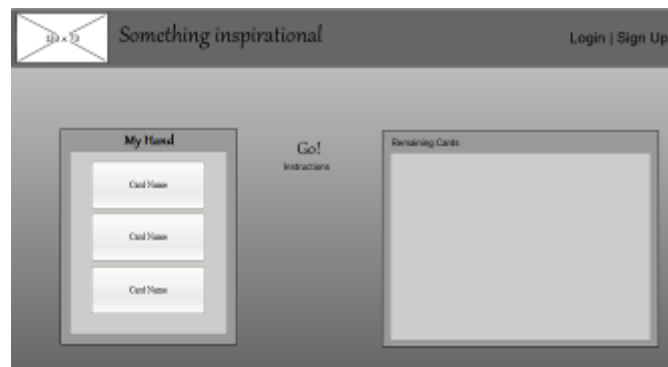 Something inspirational
Login | Sign Up
My Hand
Card Name
Card Name
Card Name
Go!
Instructions
Remaining Cards